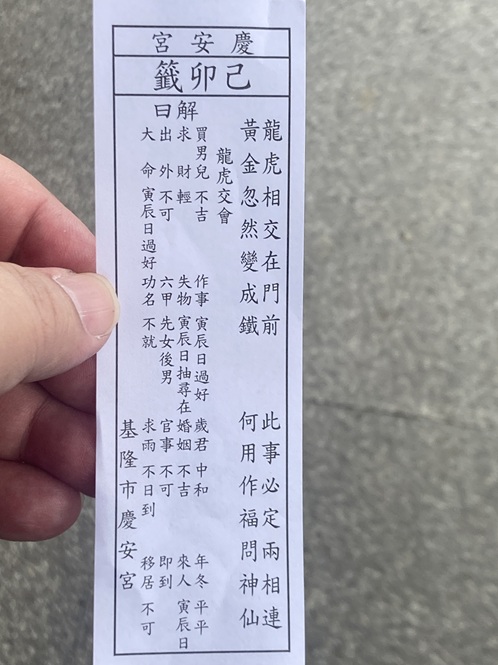 慶安宮
己卯籤
龍虎相交在門前 此事必定兩相連
黃金忽然變成鐵 何用作福問神仙
龍虎交會
解曰
買男兒 不吉 作事 寅辰日過好 歲君 中和 年冬 平平
求財 輕 失物 寅辰日抽尋在 婚姻 不吉 來人 寅辰日
出外 不可 六甲 先女後男 官事 不可 即到
大命 寅辰日過好 功名 不就 求雨 不日到 移居 不可
基隆市慶安宮